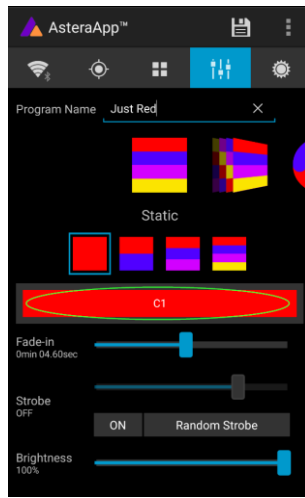 AsteraApp™
Program Name Just Red
Static
C1
Fade-in
0min 04.60sec
Strobe
OFF
ON Random Strobe
Brightness
100%